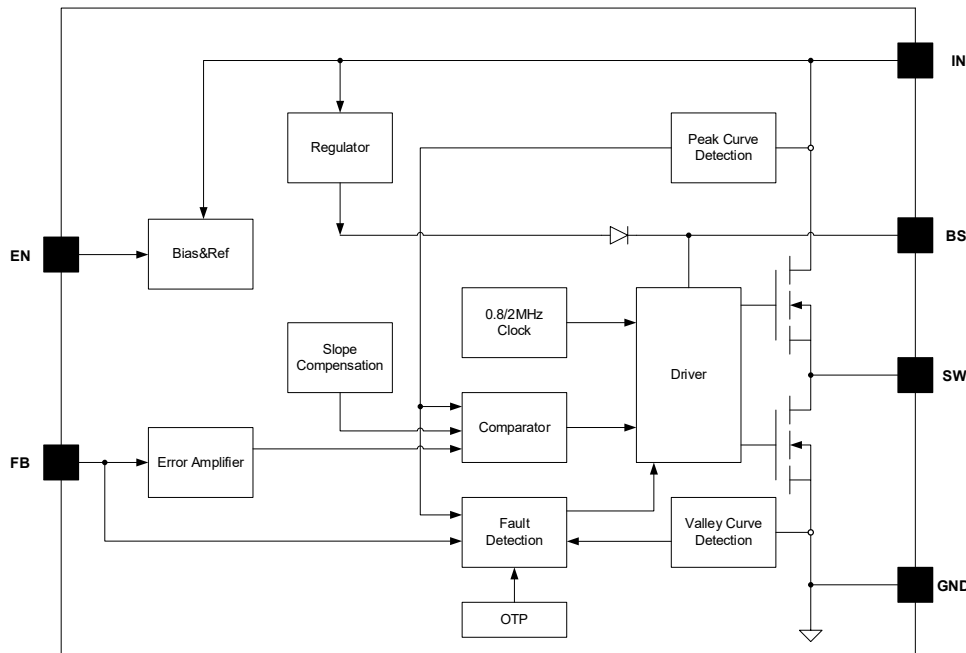 IN
Regulator
Peak Curve
Detection
EN
Bias&Ref
BS
0.8/2MHz
Clock
Slope
Compensation
Driver
SW
Comparator
FB
Error Amplifier
Fault
Detection
Valley Curve
Detection
GND
OTP